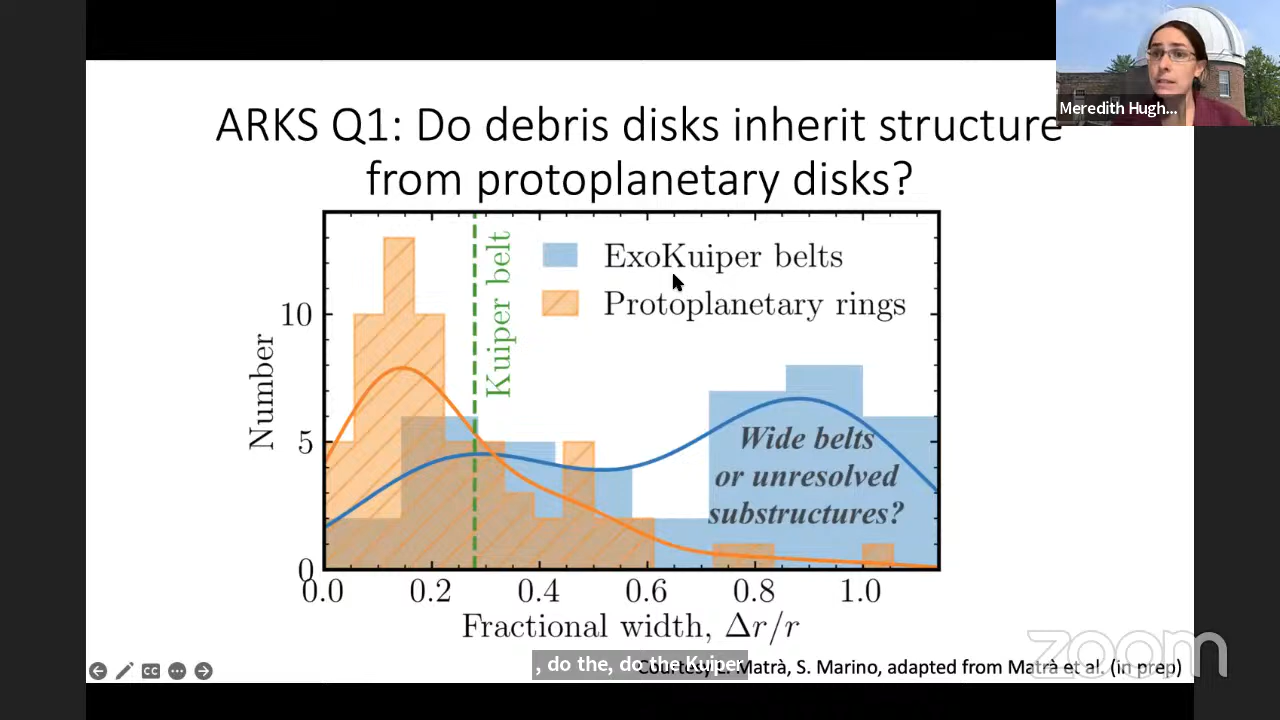 Meredith Hugh...
ARKS Q1: Do debris disks inherit structure
from protoplanetary disks?
Kuiper belt
ExoKuiper belts
Protoplanetary rings
Number
10
5
0
Wide belts
or unresolved
substructures?
0.0 0.2 0.4 0.6 0.8 1.0
Fractional width, Δr/r
zoom
CC
, do the, do the Kuiper
Matrà, S. Marino, adapted from Matrà et al. (in prep)